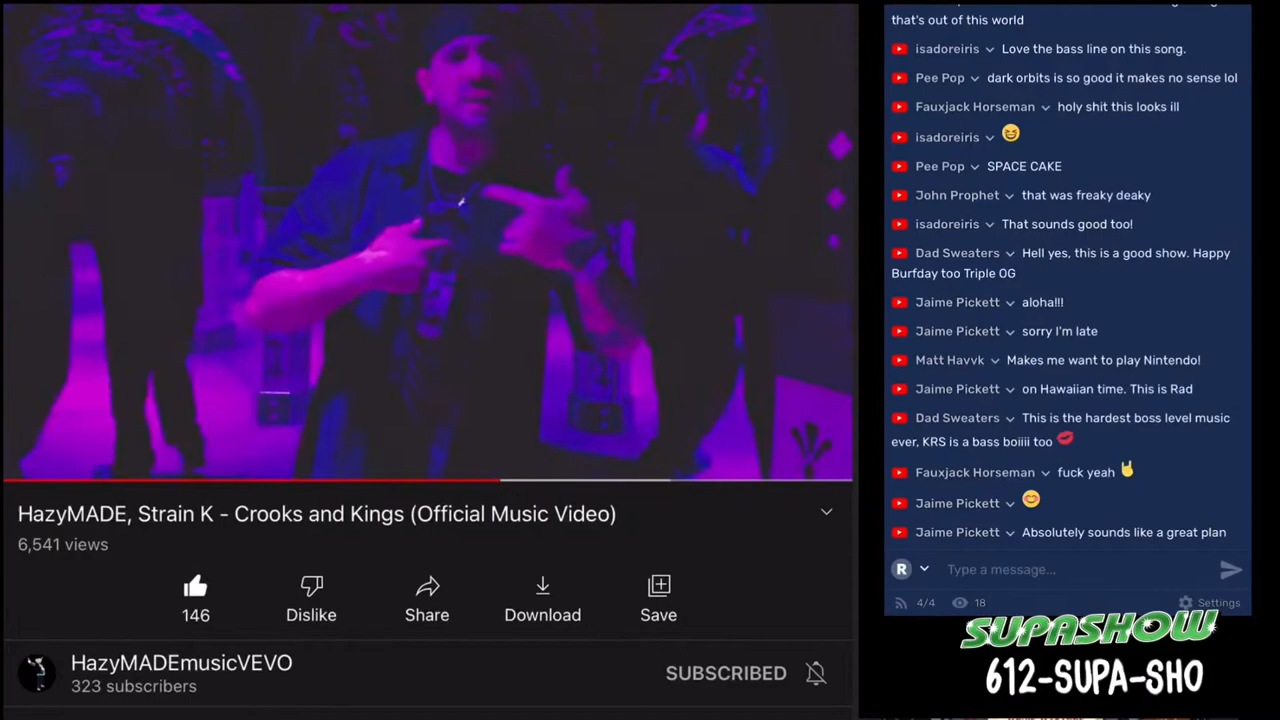 HazyMADE, Strain K - Crooks and Kings (Official Music Video)
6,541 views
146
Dislike
Share
Download
Save
HazyMADEmusicVEVO
323 subscribers
SUBSCRIBED
that's out of this world
isadoreiris Love the bass line on this song.
Pee Pop dark orbits is so good it makes no sense lol
Fauxjack Horseman holy shit this looks ill
isadoreiris 😆
Pee Pop SPACE CAKE
John Prophet that was freaky deaky
isadoreiris That sounds good too!
Dad Sweaters Hell yes, this is a good show. Happy
Burfday too Triple OG
Jaime Pickett aloha!!!
Jaime Pickett sorry I'm late
Matt Havvk Makes me want to play Nintendo!
Jaime Pickett on Hawaiian time. This is Rad
Dad Sweaters This is the hardest boss level music
ever, KRS is a bass boiiii too 💋
Fauxjack Horseman fuck yeah 🤘
Jaime Pickett 😊
Jaime Pickett Absolutely sounds like a great plan
R Type a message...
4/4 18 Settings
SUPASHOW
612-SUPA-SHO